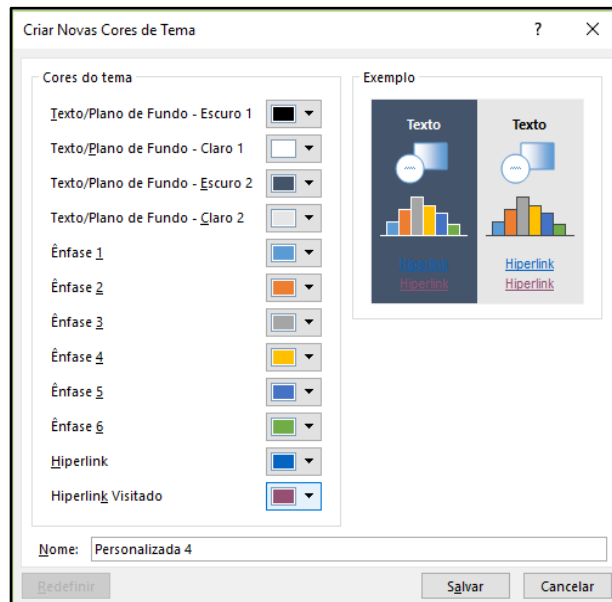 Criar Novas Cores de Tema
?
Cores do tema
Texto/Plano de Fundo - Escuro 1
Texto/Plano de Fundo - Claro 1
Texto/Plano de Fundo - Escuro 2
Texto/Plano de Fundo - Claro 2
Ênfase 1
Ênfase 2
Ênfase 3
Ênfase 4
Ênfase 5
Ênfase 6
Hiperlink
Hiperlink Visitado
Exemplo
Texto Texto
Hiperlink Hiperlink
Hiperlink Hiperlink
Nome: Personalizada 4
Redefinir Salvar Cancelar